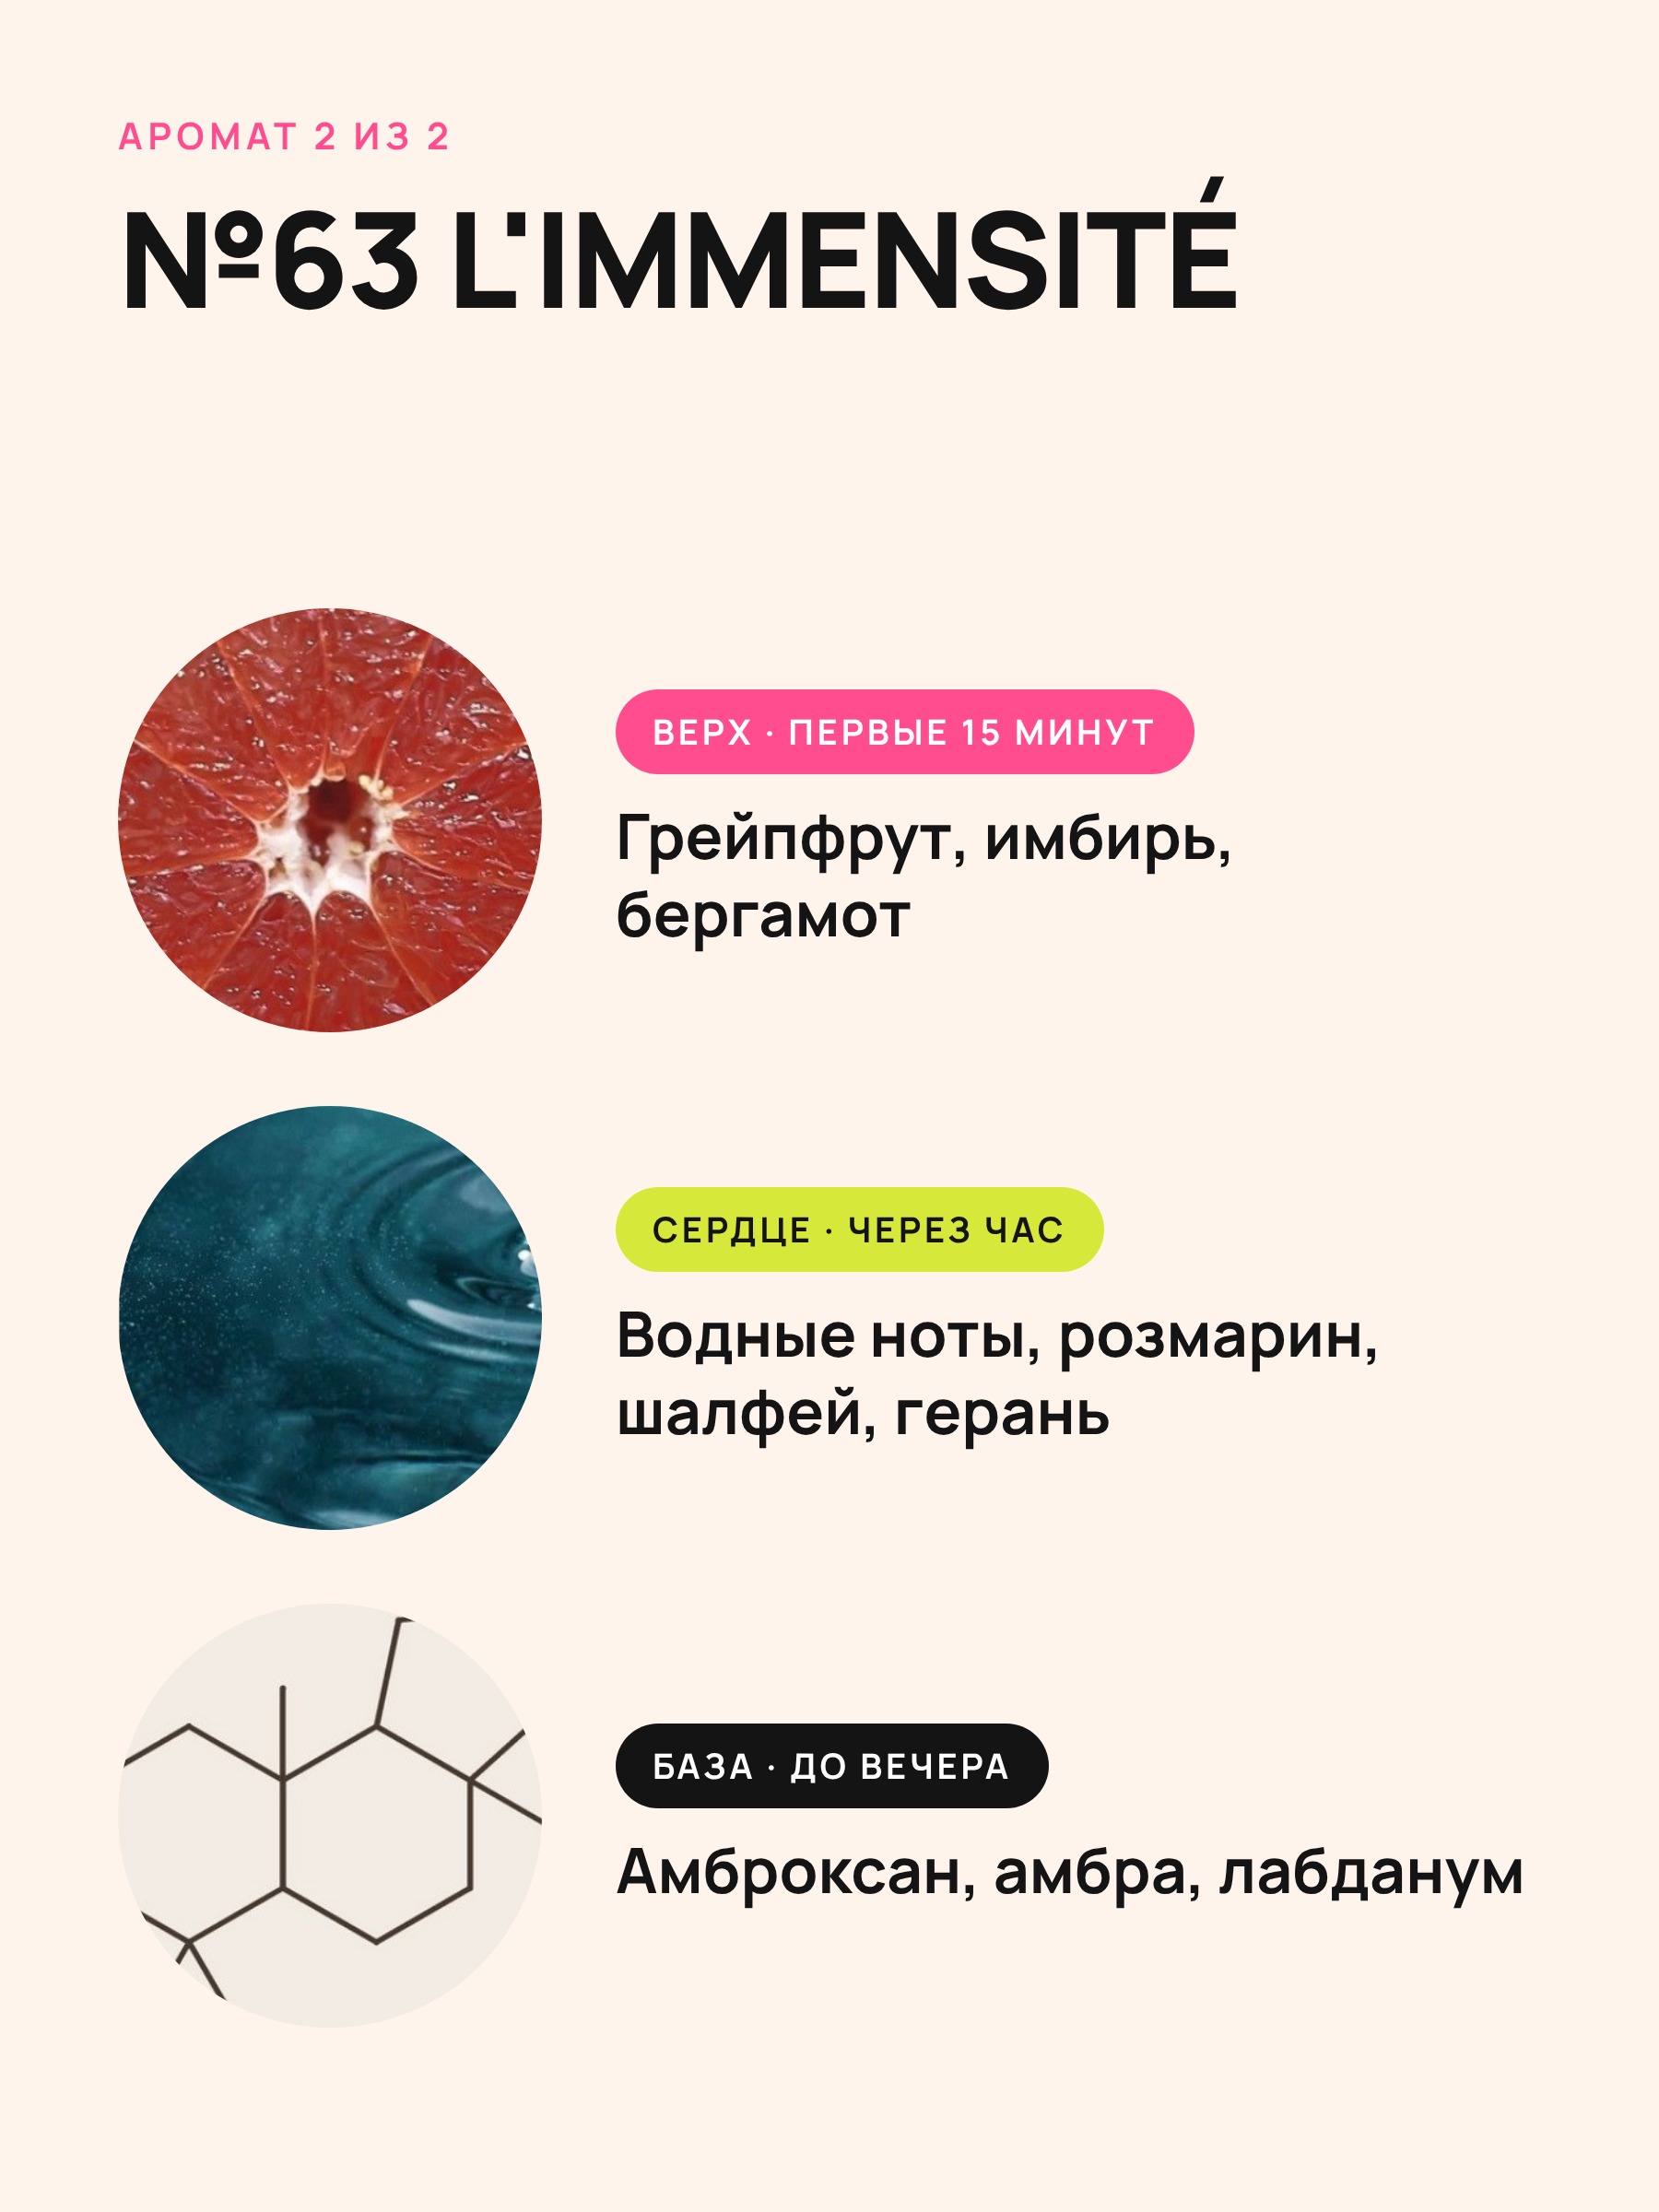 АРОМАТ 2 ИЗ 2
№63 L'IMMENSITÉ
ВЕРХ · ПЕРВЫЕ 15 МИНУТ
Грейпфрут, имбирь,
бергамот
СЕРДЦЕ · ЧЕРЕЗ ЧАС
Водные ноты, розмарин,
шалфей, герань
БАЗА · ДО ВЕЧЕРА
Амброксан, амбра, лабданум